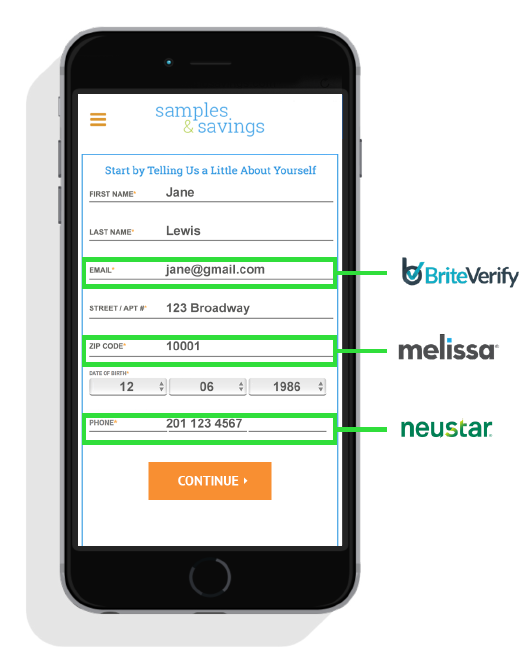 samples
& savings
Start by Telling Us a Little About Yourself
FIRST NAME* Jane
LAST NAME* Lewis
EMAIL* jane@gmail.com
BriteVerify
STREET / APT #* 123 Broadway
ZIP CODE* 10001
melissa
DATE OF BIRTH*
12 06 1986
PHONE* 201 123 4567
neustar
CONTINUE